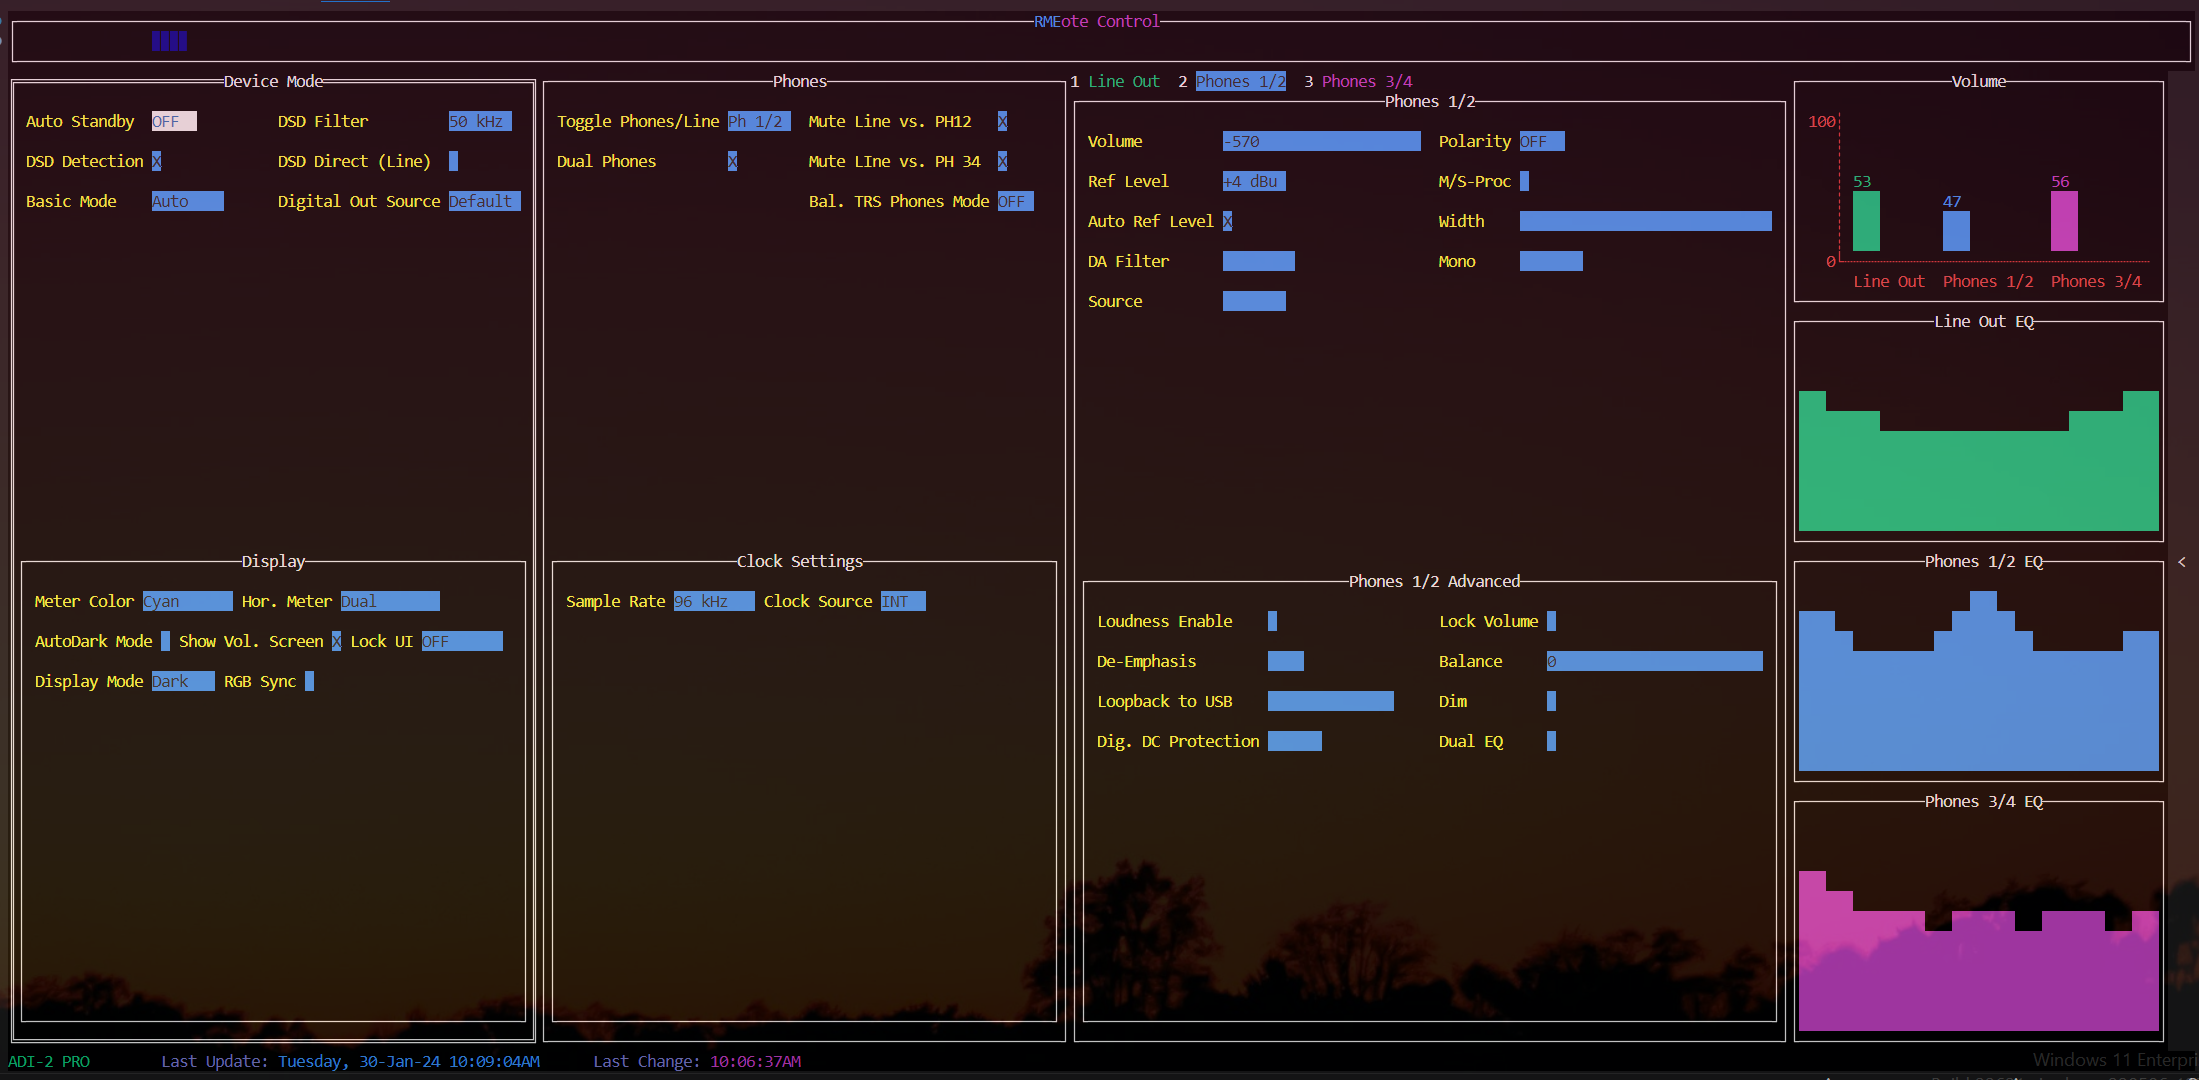 RMEote Control
Device Mode
Auto Standby OFF DSD Filter 50 kHz
DSD Detection X DSD Direct (Line)
Basic Mode Auto Digital Out Source Default
Display
Meter Color Cyan Hor. Meter Dual
AutoDark Mode Show Vol. Screen X Lock UI OFF
Display Mode Dark RGB Sync
Phones
Toggle Phones/Line Ph 1/2 Mute Line vs. PH12 X
Dual Phones X Mute LIne vs. PH 34 X
Bal. TRS Phones Mode OFF
Clock Settings
Sample Rate 96 kHz Clock Source INT
1 Line Out 2 Phones 1/2 3 Phones 3/4
Phones 1/2
Volume -570 Polarity OFF
Ref Level +4 dBu M/S-Proc
Auto Ref Level X Width
DA Filter Mono
Source
Phones 1/2 Advanced
Loudness Enable Lock Volume
De-Emphasis Balance 0
Loopback to USB Dim
Dig. DC Protection Dual EQ
Volume
100
53 47 56
0
Line Out Phones 1/2 Phones 3/4
Line Out EQ
Phones 1/2 EQ
<
Phones 3/4 EQ
ADI-2 PRO Last Update: Tuesday, 30-Jan-24 10:09:04AM Last Change: 10:06:37AM
Windows 11 Enterpri